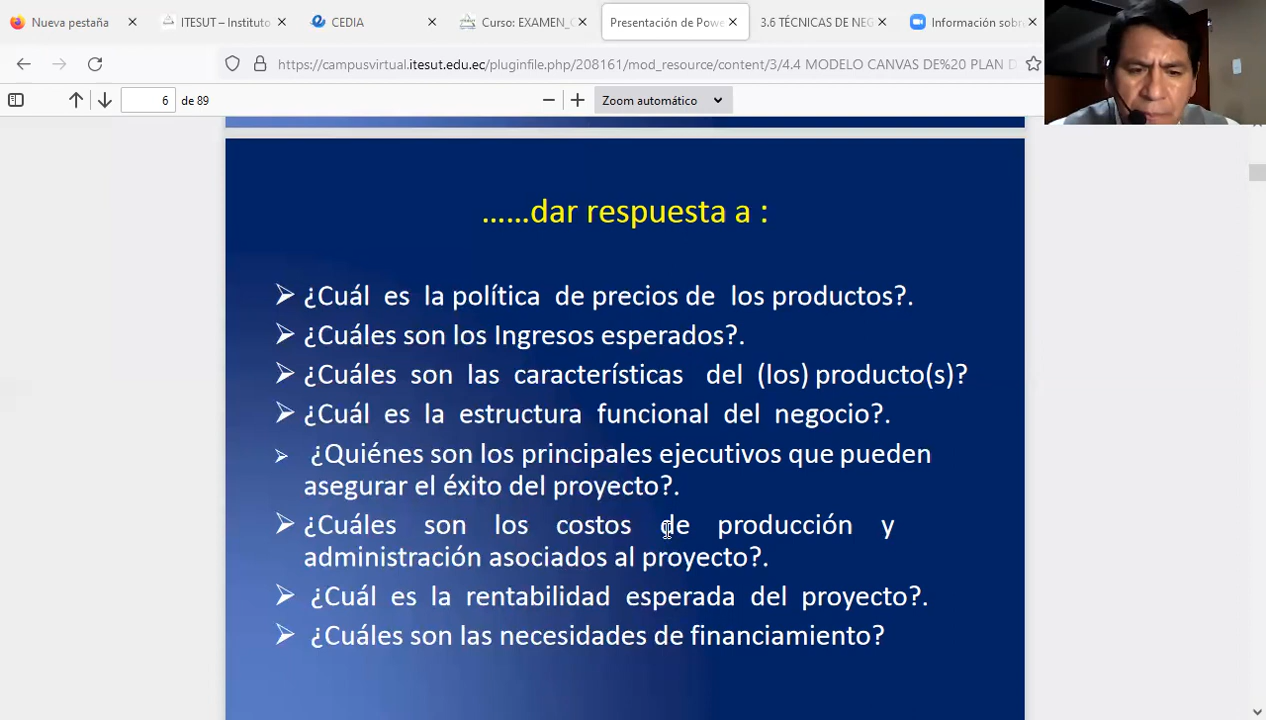 Nueva pestaña
ITESUT – Instituto
CEDIA
Curso: EXAMEN_C
Presentación de Powe
3.6 TÉCNICAS DE NEG
Información sobr
https://campusvirtual.itesut.edu.ec/pluginfile.php/208161/mod_resource/content/3/4.4 MODELO CANVAS DE%20 PLAN D
6 de 89
Zoom automático
......dar respuesta a :
¿Cuál es la política de precios de los productos?.
¿Cuáles son los Ingresos esperados?.
¿Cuáles son las características del (los) producto(s)?
¿Cuál es la estructura funcional del negocio?.
¿Quiénes son los principales ejecutivos que pueden
asegurar el éxito del proyecto?.
¿Cuáles son los costos de producción y
administración asociados al proyecto?.
¿Cuál es la rentabilidad esperada del proyecto?.
¿Cuáles son las necesidades de financiamiento?